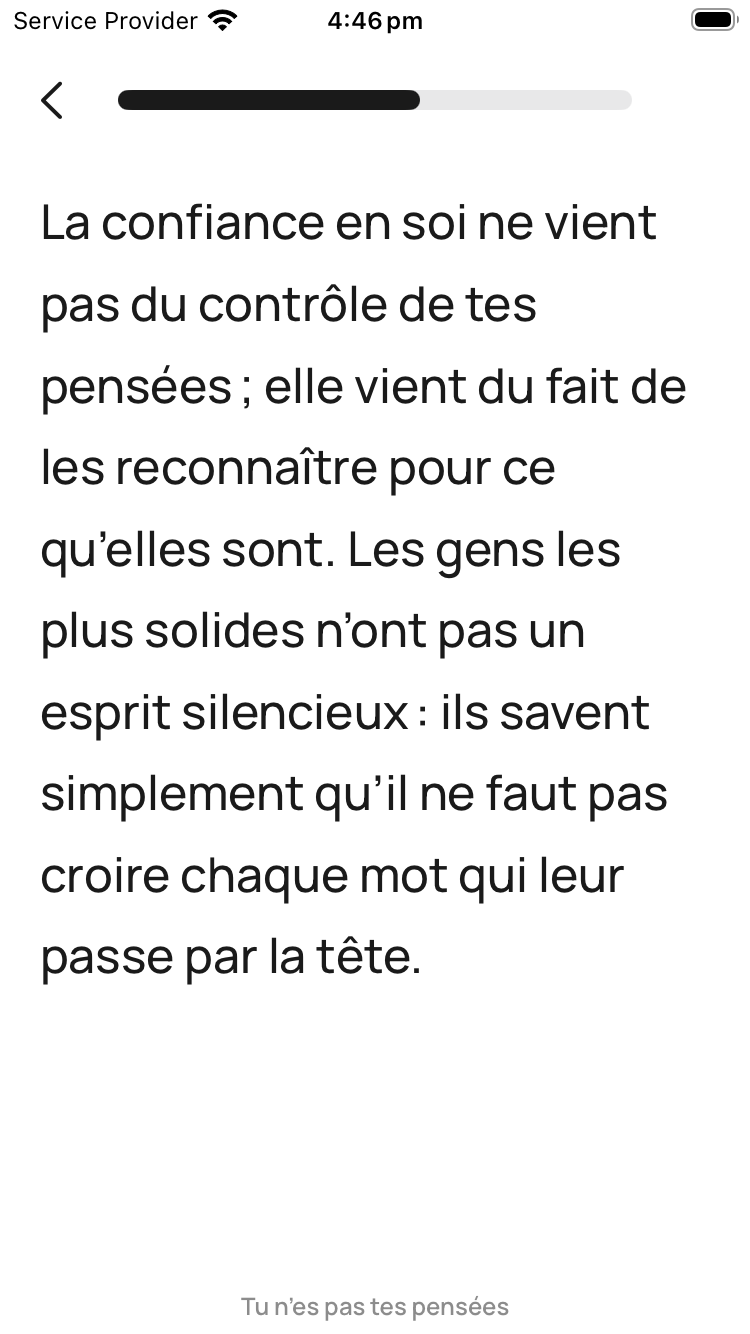 Service Provider 4:46 pm
La confiance en soi ne vient
pas du contrôle de tes
pensées ; elle vient du fait de
les reconnaître pour ce
qu’elles sont. Les gens les
plus solides n’ont pas un
esprit silencieux : ils savent
simplement qu’il ne faut pas
croire chaque mot qui leur
passe par la tête.
Tu n’es pas tes pensées